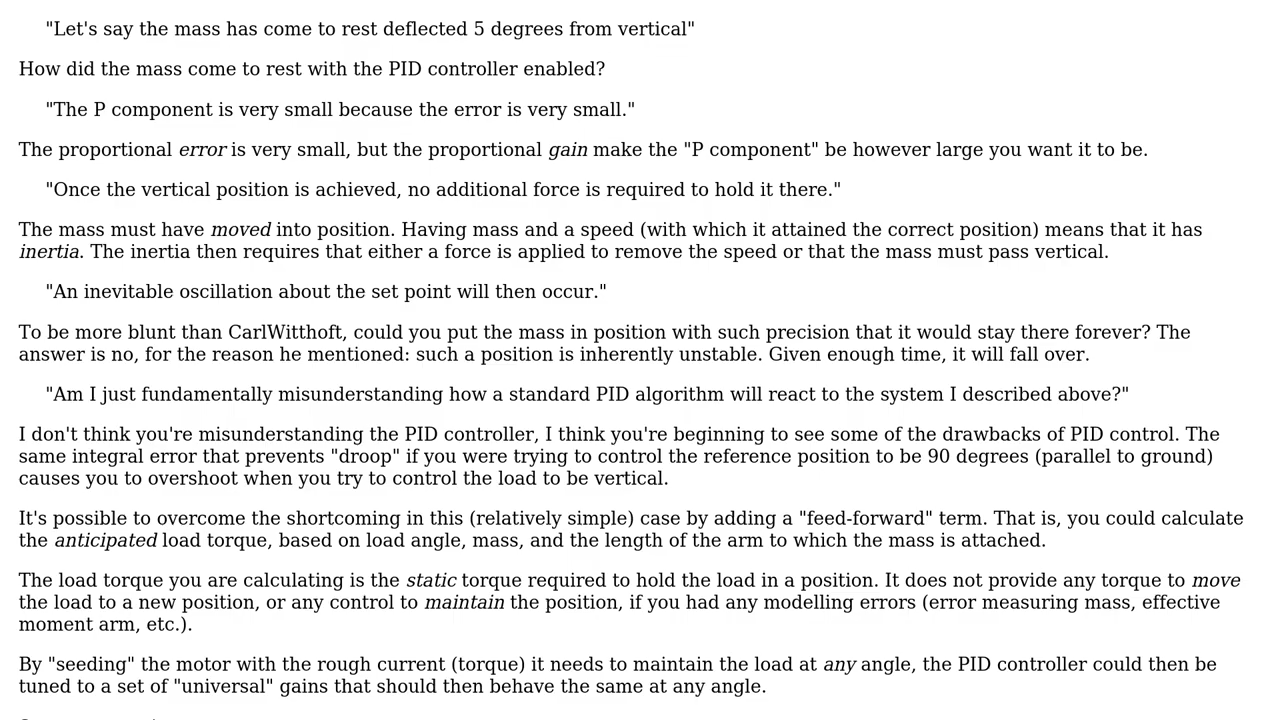 "Let's say the mass has come to rest deflected 5 degrees from vertical"
How did the mass come to rest with the PID controller enabled?
"The P component is very small because the error is very small."
The proportional error is very small, but the proportional gain make the "P component" be however large you want it to be.
"Once the vertical position is achieved, no additional force is required to hold it there."
The mass must have moved into position. Having mass and a speed (with which it attained the correct position) means that it has
inertia. The inertia then requires that either a force is applied to remove the speed or that the mass must pass vertical.
"An inevitable oscillation about the set point will then occur."
To be more blunt than CarlWitthoft, could you put the mass in position with such precision that it would stay there forever? The
answer is no, for the reason he mentioned: such a position is inherently unstable. Given enough time, it will fall over.
"Am I just fundamentally misunderstanding how a standard PID algorithm will react to the system I described above?"
I don't think you're misunderstanding the PID controller, I think you're beginning to see some of the drawbacks of PID control. The
same integral error that prevents "droop" if you were trying to control the reference position to be 90 degrees (parallel to ground)
causes you to overshoot when you try to control the load to be vertical.
It's possible to overcome the shortcoming in this (relatively simple) case by adding a "feed-forward" term. That is, you could calculate
the anticipated load torque, based on load angle, mass, and the length of the arm to which the mass is attached.
The load torque you are calculating is the static torque required to hold the load in a position. It does not provide any torque to move
the load to a new position, or any control to maintain the position, if you had any modelling errors (error measuring mass, effective
moment arm, etc.).
By "seeding" the motor with the rough current (torque) it needs to maintain the load at any angle, the PID controller could then be
tuned to a set of "universal" gains that should then behave the same at any angle.